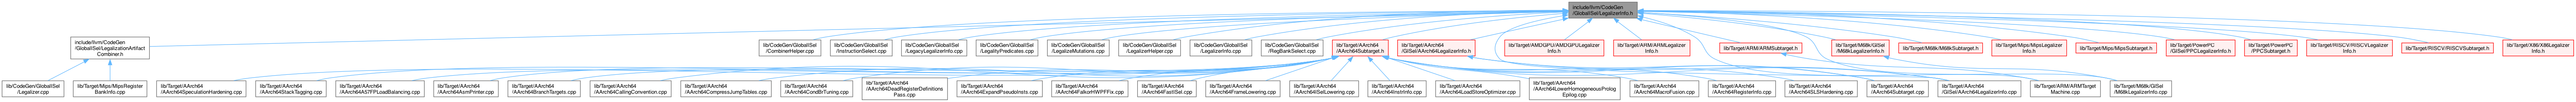 include/llvm/CodeGen
/GlobalISel/LegalizerInfo.h
include/llvm/CodeGen
/GlobalISel/LegalizationArtifact
Combiner.h
lib/CodeGen/GlobalISel
/CombinerHelper.cpp
lib/CodeGen/GlobalISel
/InstructionSelect.cpp
lib/CodeGen/GlobalISel
/LegacyLegalizerInfo.cpp
lib/CodeGen/GlobalISel
/LegalityPredicates.cpp
lib/CodeGen/GlobalISel
/LegalizeMutations.cpp
lib/CodeGen/GlobalISel
/LegalizerHelper.cpp
lib/CodeGen/GlobalISel
/LegalizerInfo.cpp
lib/CodeGen/GlobalISel
/RegBankSelect.cpp
lib/Target/AArch64
/AArch64Subtarget.h
lib/Target/AArch64
/GISel/AArch64LegalizerInfo.h
lib/Target/AMDGPU/AMDGPULegalizer
Info.h
lib/Target/ARM/ARMLegalizer
Info.h
lib/Target/ARM/ARMSubtarget.h
lib/Target/M68k/GISel
/M68kLegalizerInfo.h
lib/Target/M68k/M68kSubtarget.h
lib/Target/Mips/MipsLegalizer
Info.h
lib/Target/Mips/MipsSubtarget.h
lib/Target/PowerPC
/GISel/PPCLegalizerInfo.h
lib/Target/PowerPC
/PPCSubtarget.h
lib/Target/RISCV/RISCVLegalizer
Info.h
lib/Target/RISCV/RISCVSubtarget.h
lib/Target/X86/X86Legalizer
Info.h
lib/CodeGen/GlobalISel
/Legalizer.cpp
lib/Target/Mips/MipsRegister
BankInfo.cpp
lib/Target/AArch64
/AArch64SpeculationHardening.cpp
lib/Target/AArch64
/AArch64StackTagging.cpp
lib/Target/AArch64
/AArch64A57FPLoadBalancing.cpp
lib/Target/AArch64
/AArch64AsmPrinter.cpp
lib/Target/AArch64
/AArch64BranchTargets.cpp
lib/Target/AArch64
/AArch64CallingConvention.cpp
lib/Target/AArch64
/AArch64CompressJumpTables.cpp
lib/Target/AArch64
/AArch64CondBrTuning.cpp
lib/Target/AArch64
/AArch64DeadRegisterDefinitions
Pass.cpp
lib/Target/AArch64
/AArch64ExpandPseudoInsts.cpp
lib/Target/AArch64
/AArch64FalkorHWPFFix.cpp
lib/Target/AArch64
/AArch64FastISel.cpp
lib/Target/AArch64
/AArch64FrameLowering.cpp
lib/Target/AArch64
/AArch64ISelLowering.cpp
lib/Target/AArch64
/AArch64InstrInfo.cpp
lib/Target/AArch64
/AArch64LoadStoreOptimizer.cpp
lib/Target/AArch64
/AArch64LowerHomogeneousProlog
Epilog.cpp
lib/Target/AArch64
/AArch64MacroFusion.cpp
lib/Target/AArch64
/AArch64RegisterInfo.cpp
lib/Target/AArch64
/AArch64SLSHardening.cpp
lib/Target/AArch64
/AArch64Subtarget.cpp
lib/Target/AArch64
/GISel/AArch64LegalizerInfo.cpp
lib/Target/ARM/ARMTarget
Machine.cpp
lib/Target/M68k/GISel
/M68kLegalizerInfo.cpp